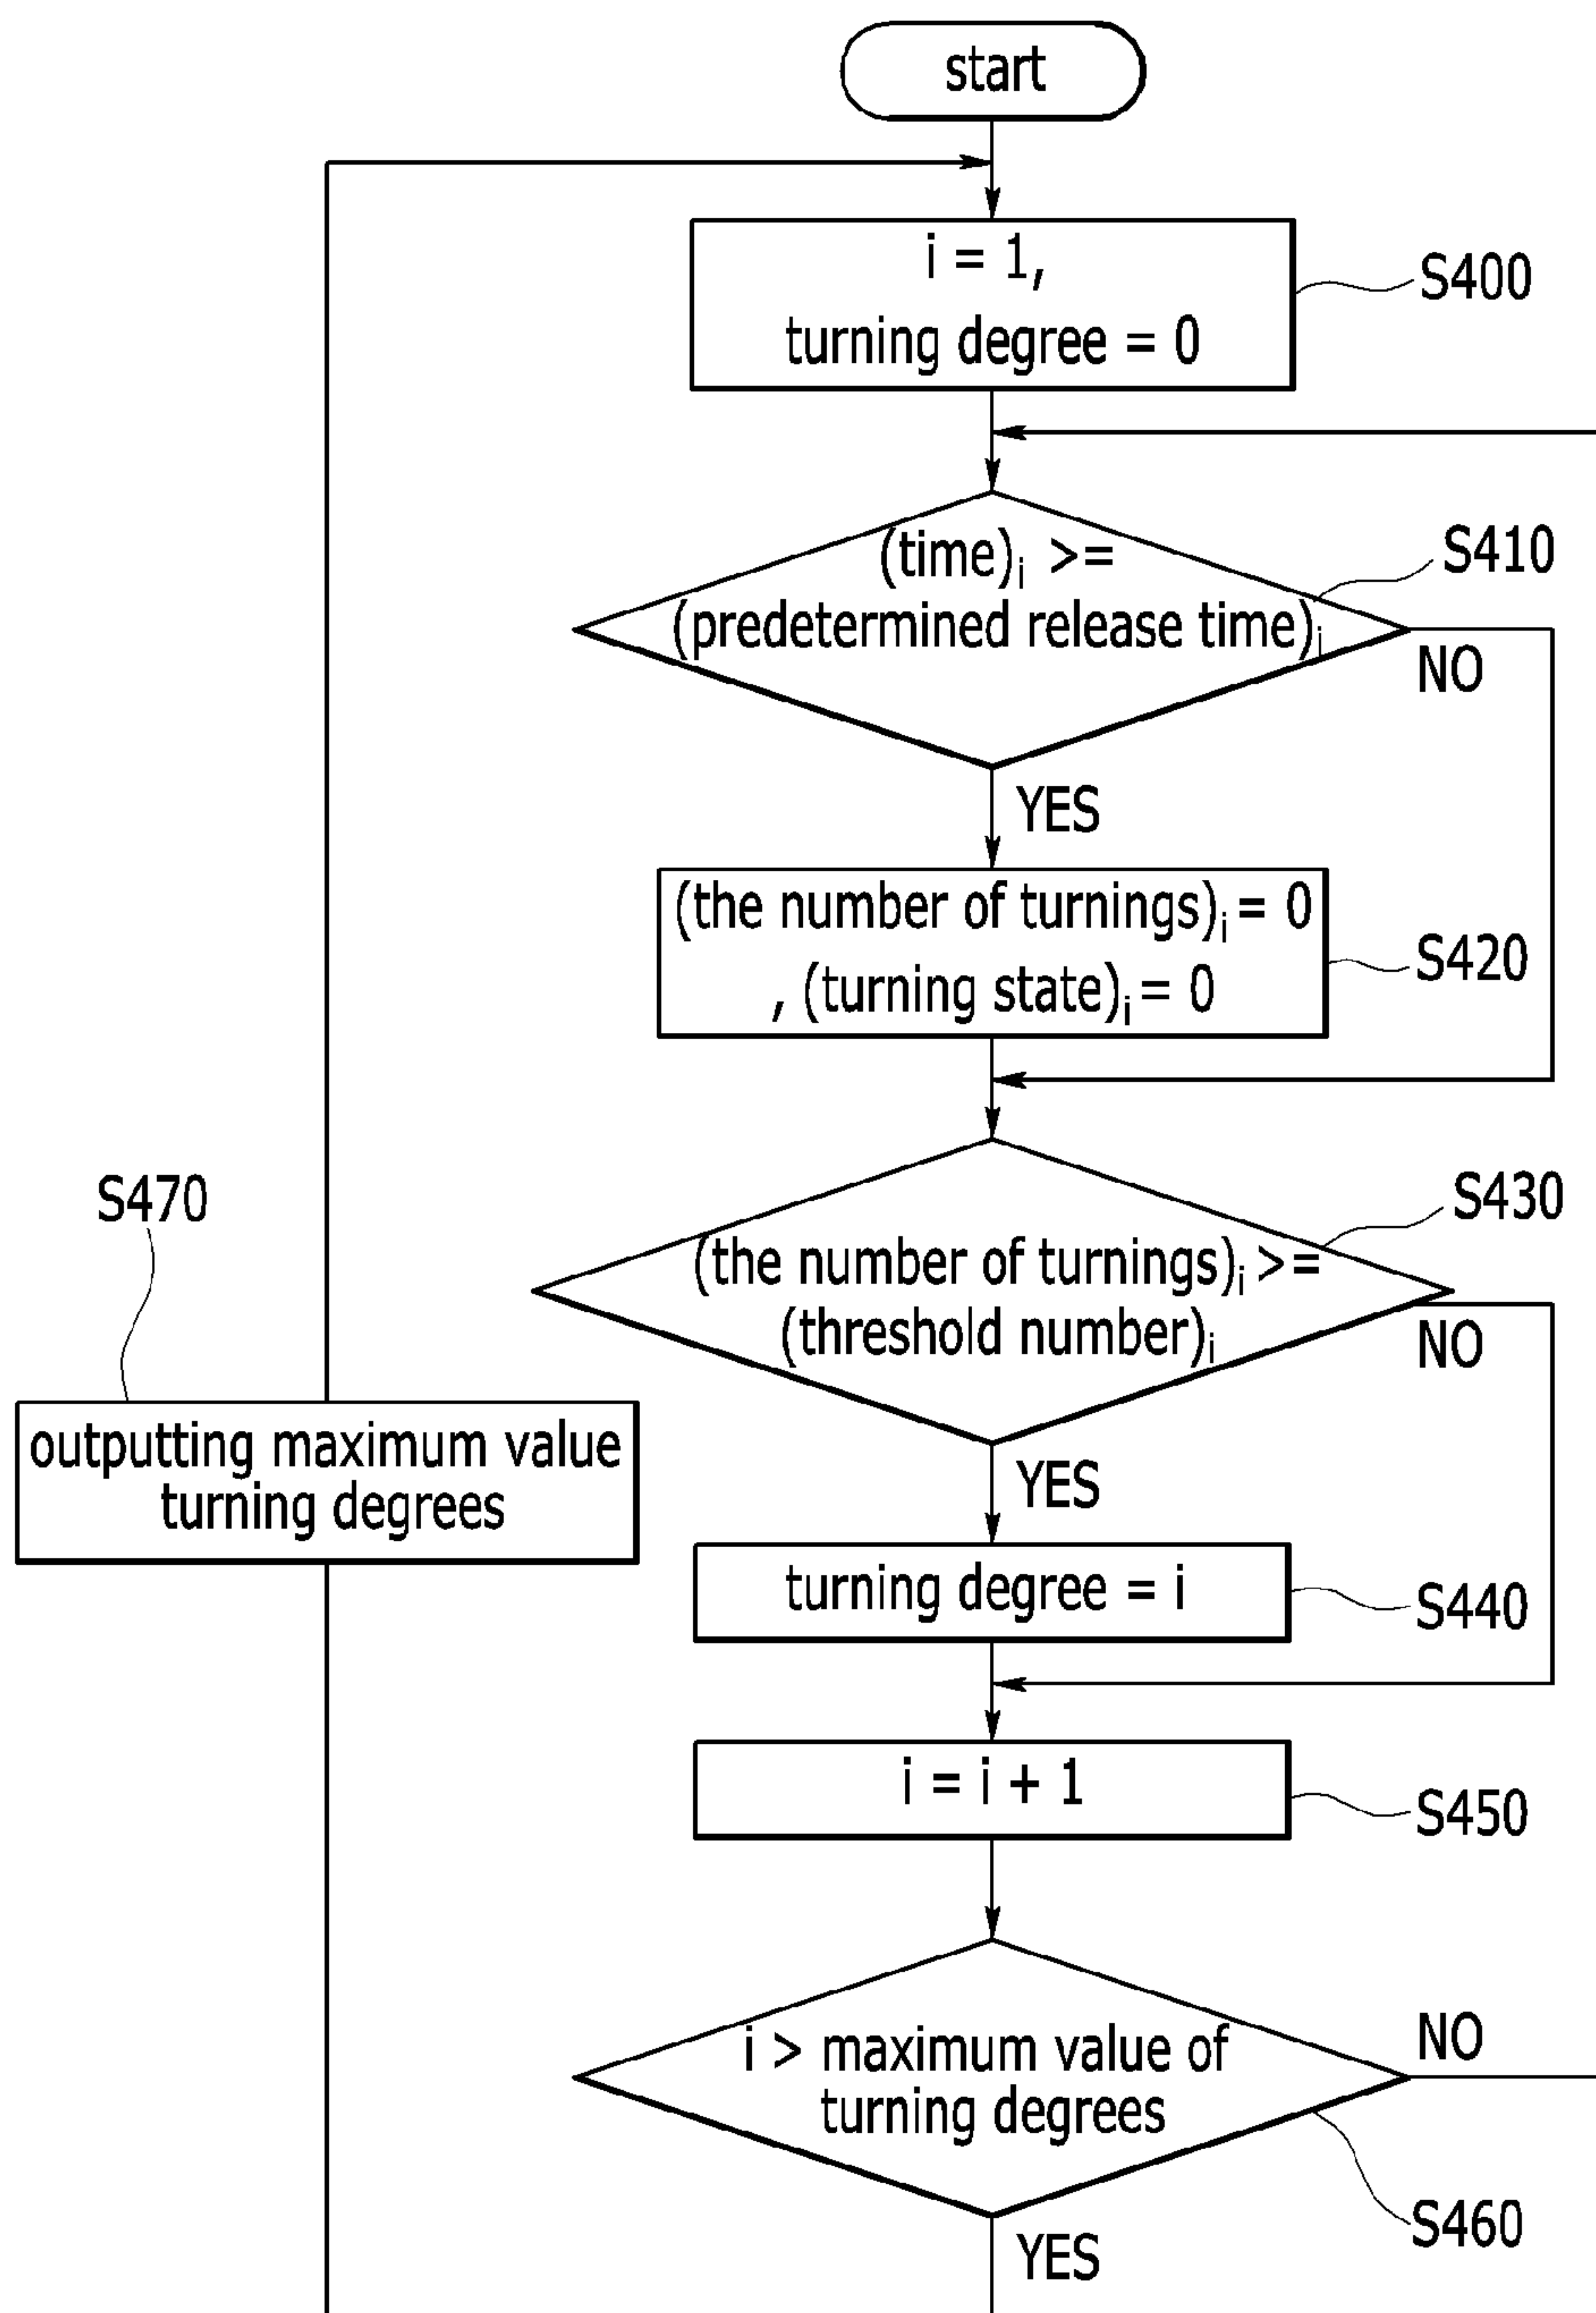 start
i = 1,
turning degree = 0
S400
(time)i >=
(predetermined release time)i
S410
NO
YES
(the number of turnings)i = 0
, (turning state)i = 0
S420
S430
(the number of turnings)i >=
(threshold number)i
NO
YES
S470
outputting maximum value
turning degrees
turning degree = i
S440
i = i + 1
S450
i > maximum value of
turning degrees
NO
S460
YES